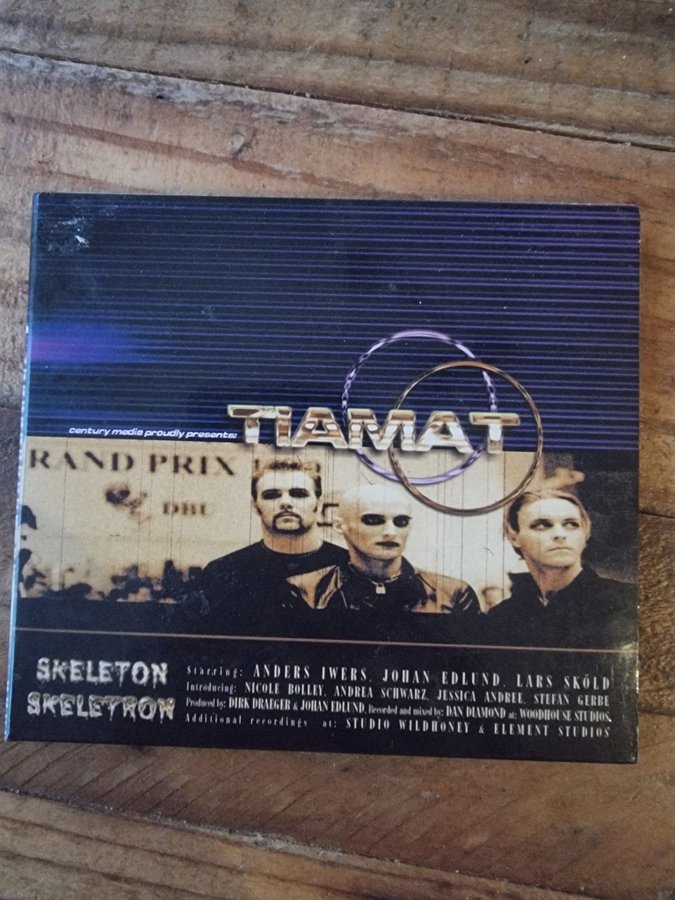 century media proudly presents:
TIAMAT
RAND PRIX
DBU
SKELETON
SKELETRON
Starring: ANDERS IWERS, JOHAN EDLUND, LARS SKÖLD
Introducing: NICOLE BOLLEY, ANDREA SCHWARZ, JESSICA ANDREE, STEFAN GERBE
Produced by: DIRK DRAEGER & JOHAN EDLUND, Recorded and mixed by: DAN DIAMOND at: WOODHOUSE STUDIOS,
Additional recordings at: STUDIO WILDHONEY & ELEMENT STUDIOS